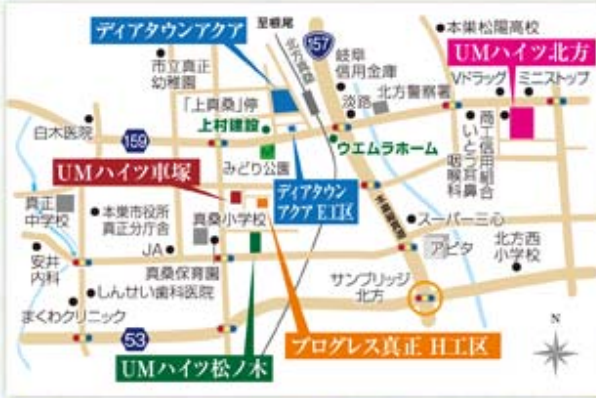 ディアタウンアクア
至根尾
157
本巣松陽高校
市立真正
幼稚園
岐阜
信用金庫
UMハイツ北方
「上真桑」停
淡路
北方警察署
Vドラッグ
ミニストップ
白木医院
159
上村建設
ウエムラホーム
商工信用組合
いとう耳鼻
咽喉科
UMハイツ車塚
みどり公園
ディアタウン
アクア E工区
真正
中学校
本巣市役所
真正分庁舎
真桑小学校
スーパー三心
JA
アピタ
北方西
小学校
安井
内科
真桑保育園
サンブリッジ
北方
しんせい歯科医院
まくわクリニック
53
UMハイツ松ノ木
プログレス真正 H工区
N